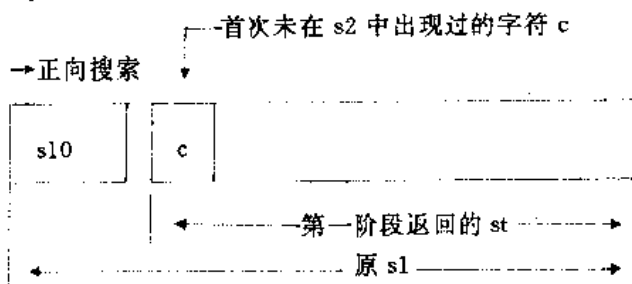 首次未在 s2 中出现过的字符 c
→正向搜索
s10 c
第一阶段返回的 st
原 s1